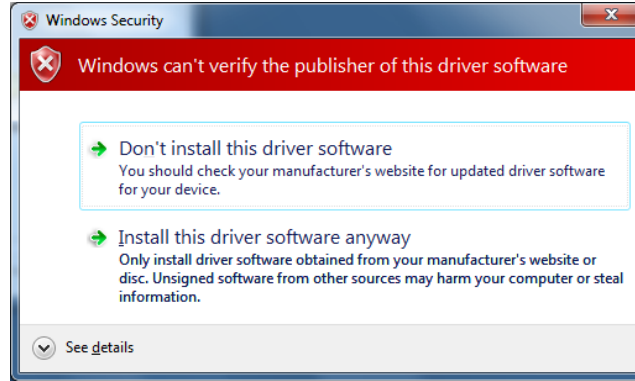 Windows Security
Windows can't verify the publisher of this driver software
Don't install this driver software
You should check your manufacturer's website for updated driver software
for your device.
Install this driver software anyway
Only install driver software obtained from your manufacturer's website or
disc. Unsigned software from other sources may harm your computer or steal
information.
See details